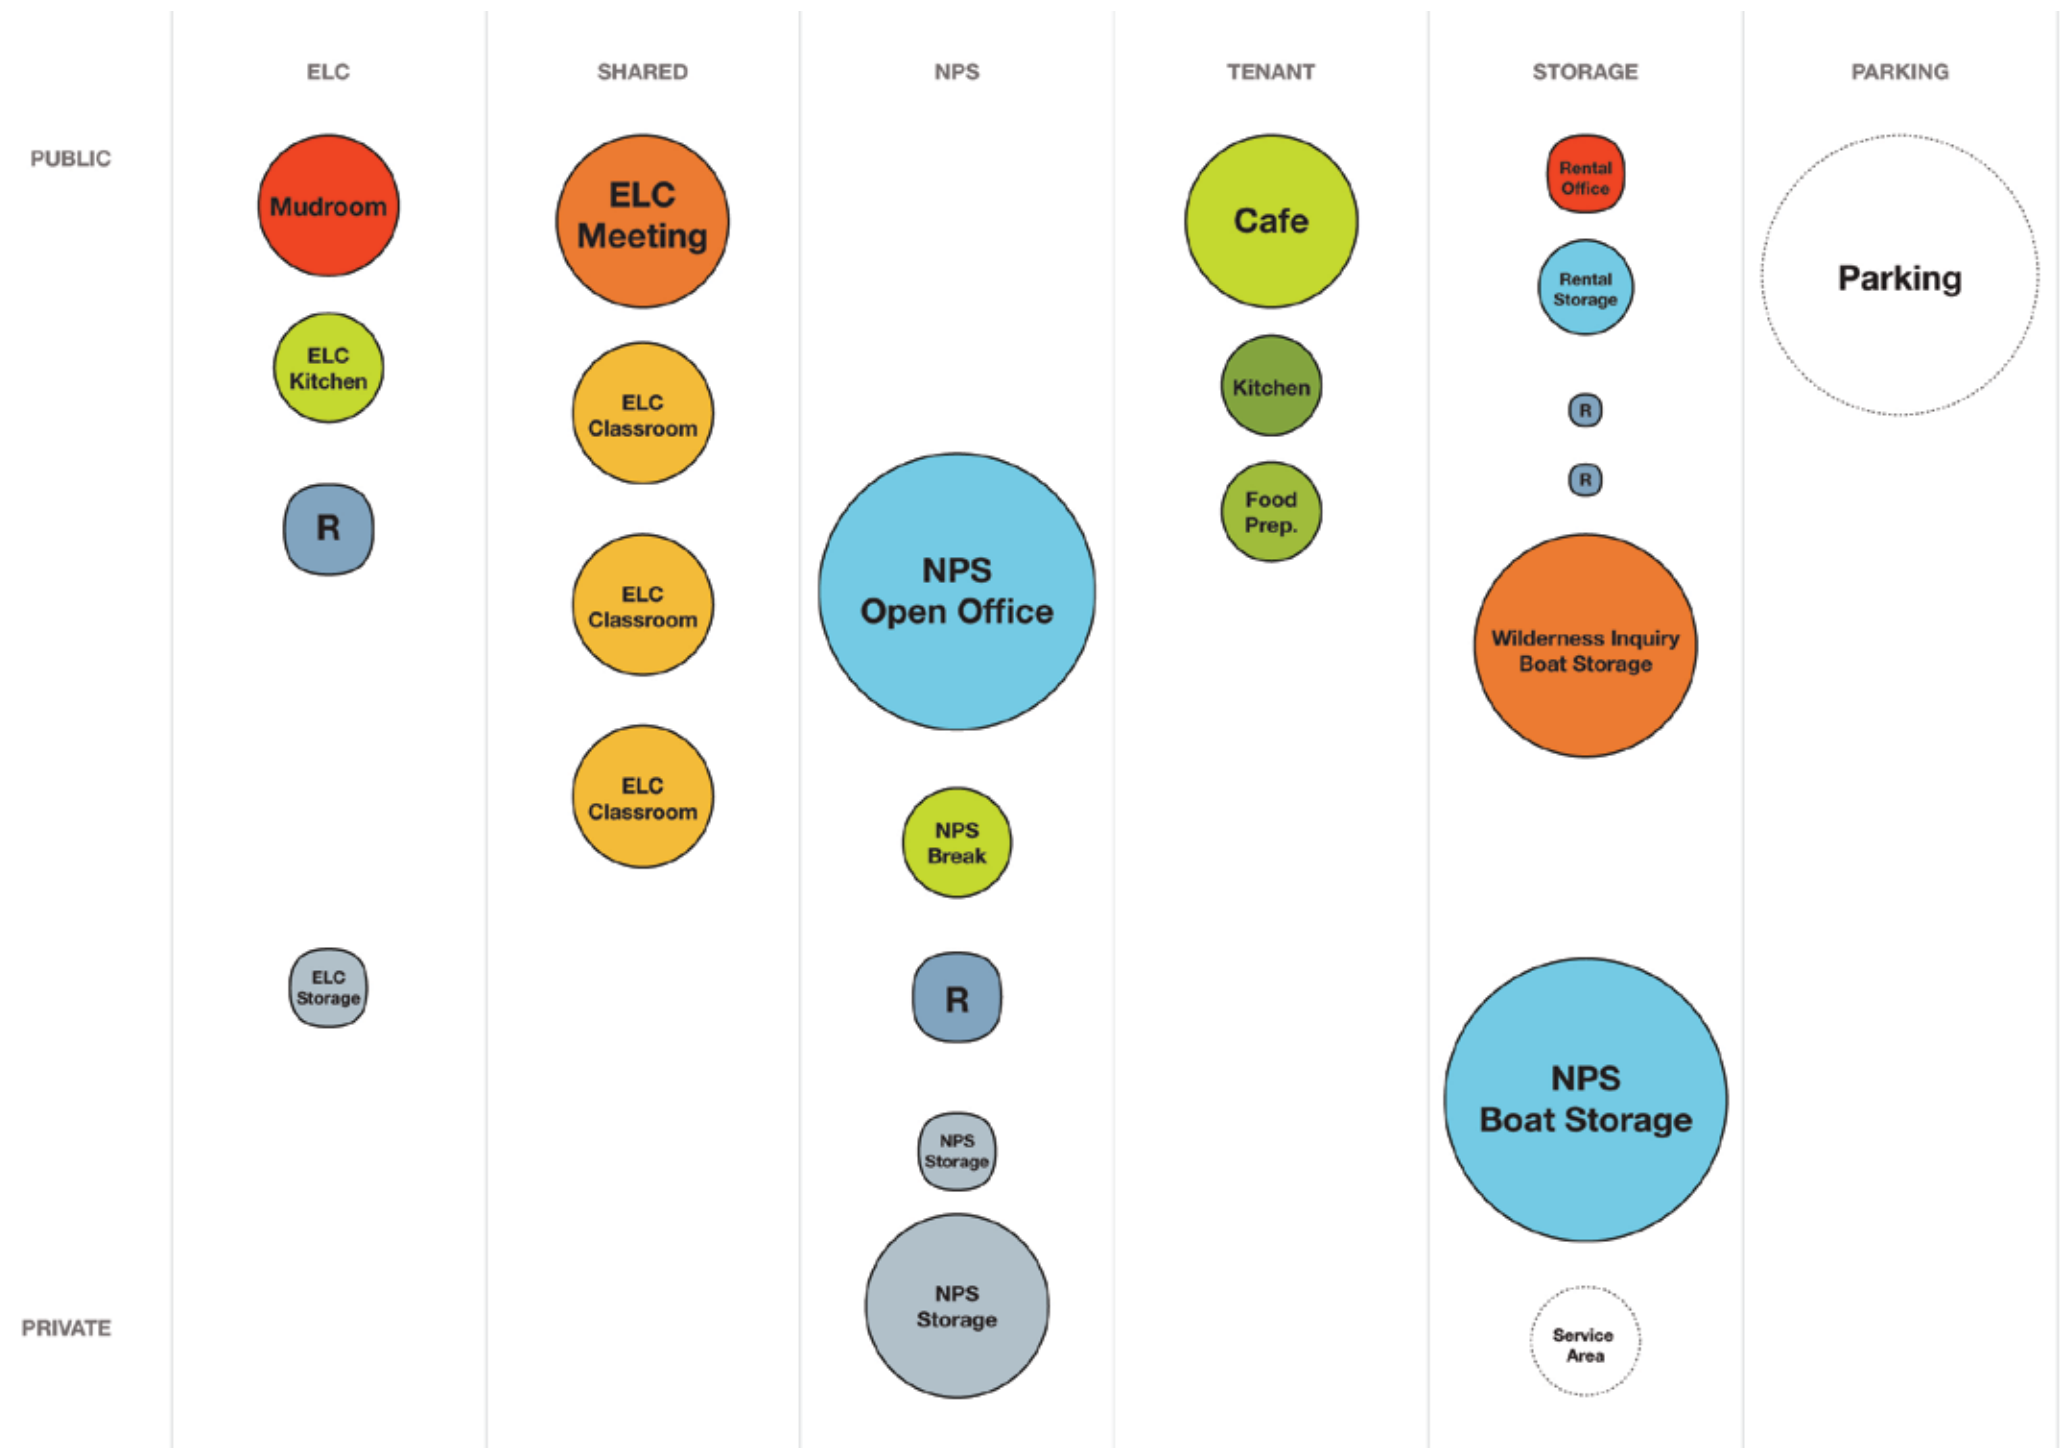 ELC
SHARED
NPS
TENANT
STORAGE
PARKING
PUBLIC
Mudroom
ELC
Kitchen
R
ELC
Storage
ELC
Meeting
ELC
Classroom
ELC
Classroom
ELC
Classroom
NPS
Open Office
NPS
Break
R
NPS
Storage
NPS
Storage
Cafe
Kitchen
Food
Prep.
Rental
Office
Rental
Storage
R
R
Wilderness Inquiry
Boat Storage
NPS
Boat Storage
Service
Area
Parking
PRIVATE